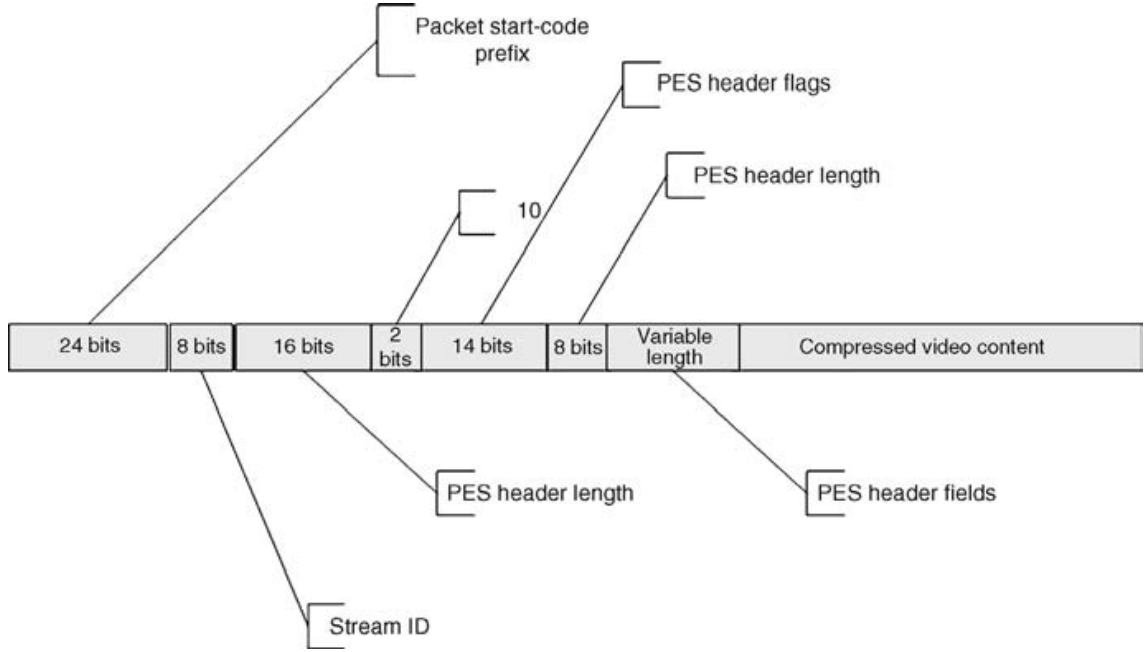 Packet start-code
prefix
PES header flags
PES header length
10
24 bits
8 bits
16 bits
2
bits
14 bits
8 bits
Variable
length
Compressed video content
PES header length
PES header fields
Stream ID